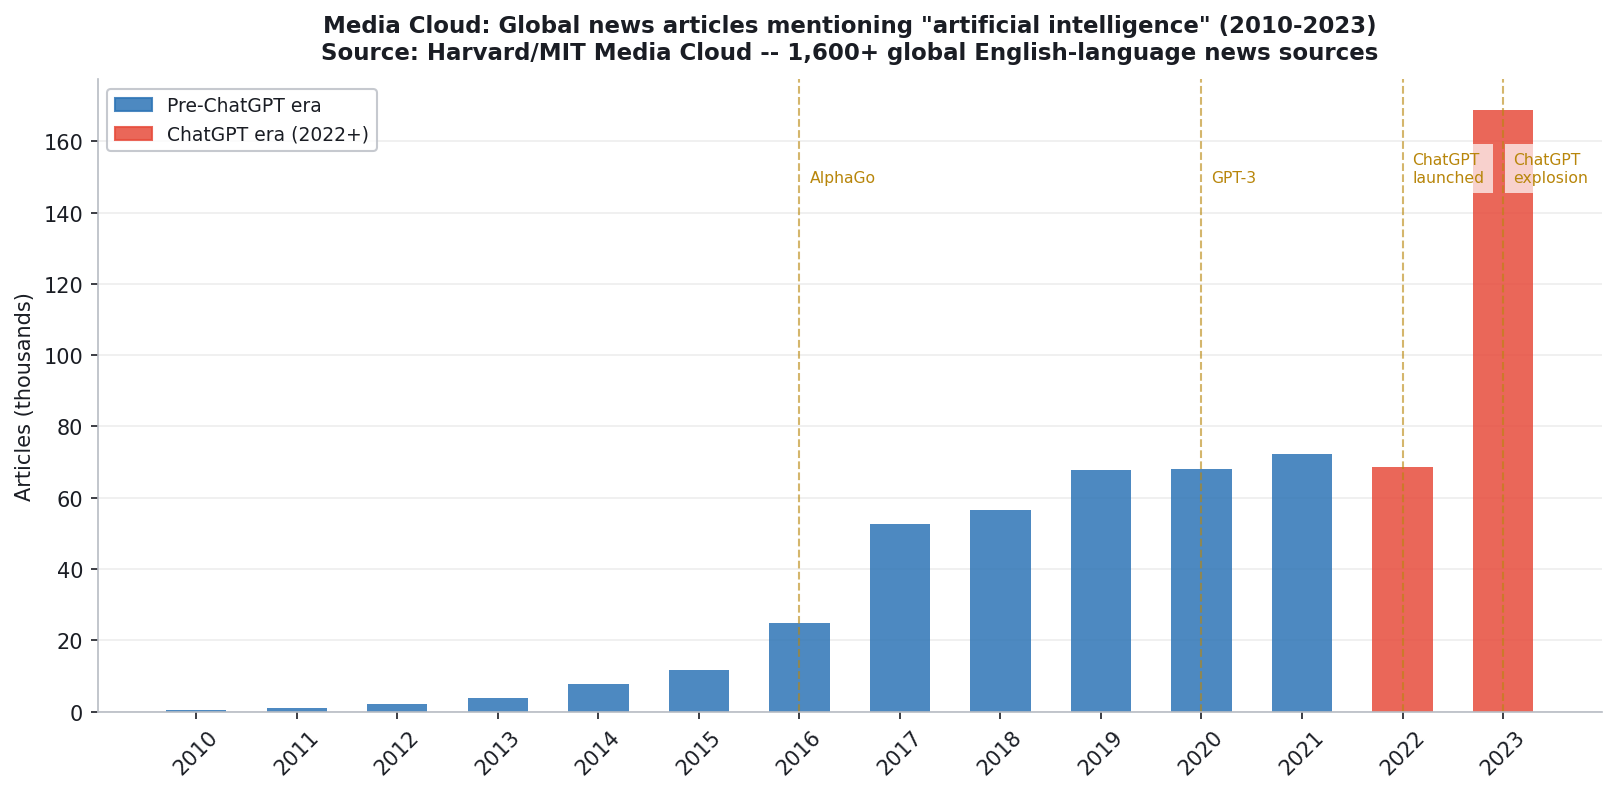 Media Cloud: Global news articles mentioning "artificial intelligence" (2010-2023)
Source: Harvard/MIT Media Cloud -- 1,600+ global English-language news sources
Pre-ChatGPT era
ChatGPT era (2022+)
AlphaGo
GPT-3
ChatGPT
launched
ChatGPT
explosion
Articles (thousands)
160
140
120
100
80
60
40
20
0
2010
2011
2012
2013
2014
2015
2016
2017
2018
2019
2020
2021
2022
2023